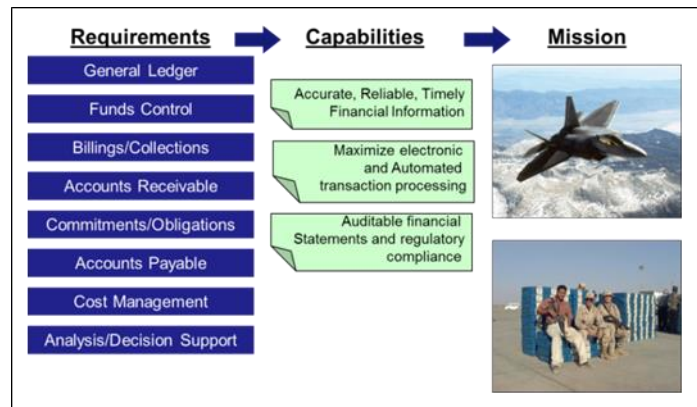 Requirements
Capabilities
Mission
General Ledger
Funds Control
Billings/Collections
Accounts Receivable
Commitments/Obligations
Accounts Payable
Cost Management
Analysis/Decision Support
Accurate, Reliable, Timely
Financial Information
Maximize electronic
and Automated
transaction processing
Auditable financial
Statements and regulatory
compliance